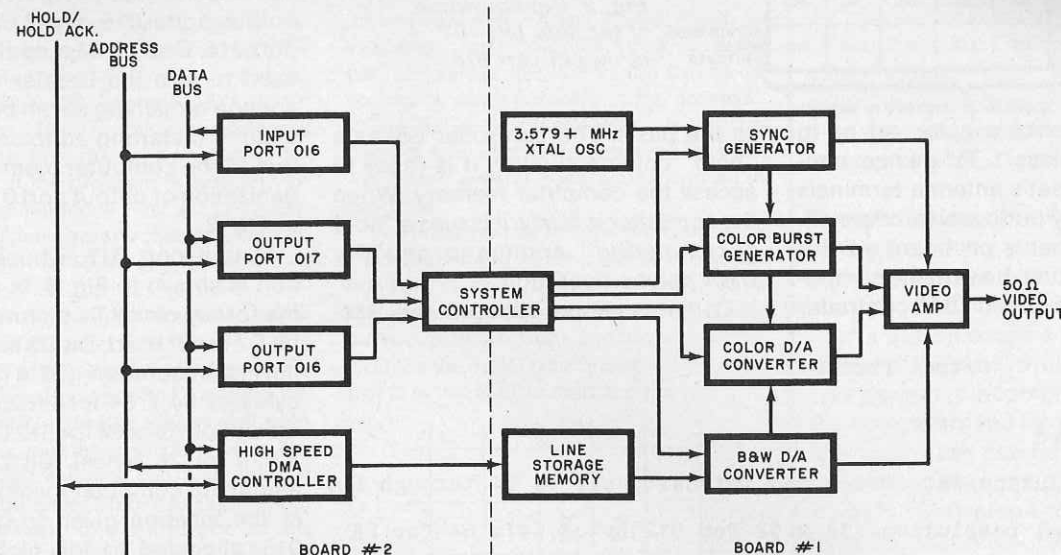 HOLD/
HOLD ACK.
ADDRESS
BUS
DATA
BUS
INPUT
PORT 016
3.579+ MHz
XTAL OSC
SYNC
GENERATOR
OUTPUT
PORT 017
COLOR BURST
GENERATOR
SYSTEM
CONTROLLER
VIDEO
AMP
50Ω
VIDEO
OUTPUT
OUTPUT
PORT 016
COLOR D/A
CONVERTER
HIGH SPEED
DMA
CONTROLLER
LINE
STORAGE
MEMORY
B&W D/A
CONVERTER
BOARD #2
BOARD #1